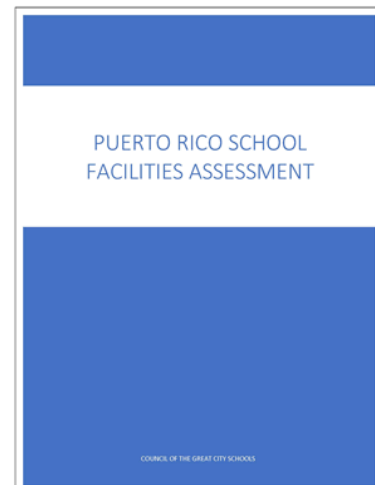 PUERTO RICO SCHOOL
FACILITIES ASSESSMENT
COUNCIL OF THE GREAT CITY SCHOOLS